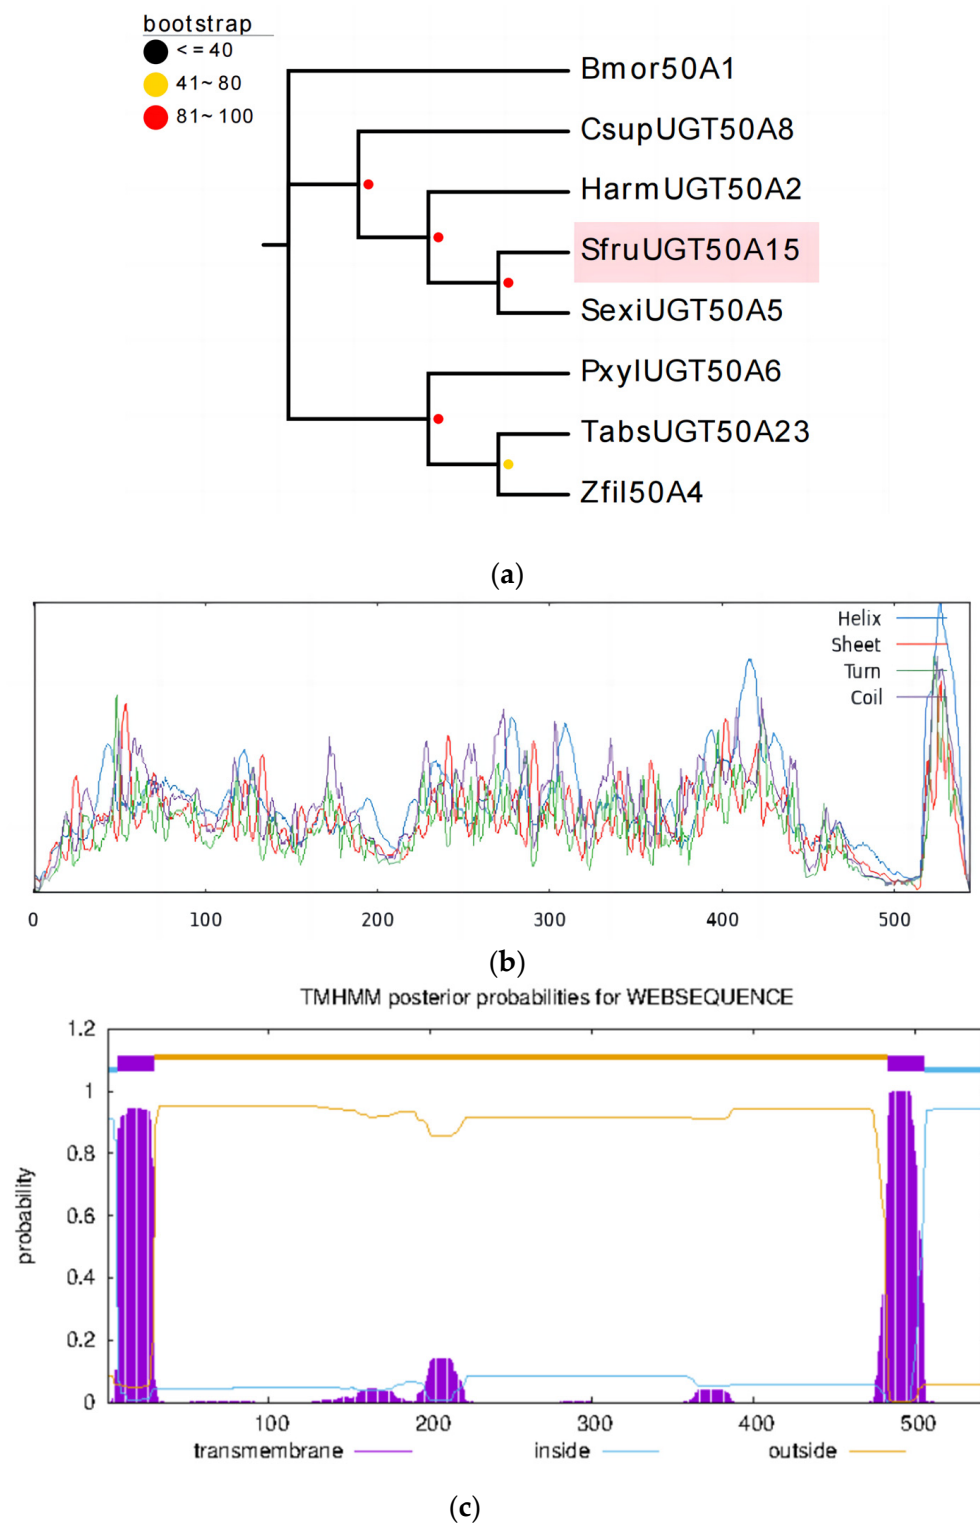 bootstrap
<=40
41~80
81~100
Bmor50A1
CsupUGT50A8
HarmUGT50A2
SfruUGT50A15
SexiUGT50A5
PxylUGT50A6
TabsUGT50A23
Zfil50A4
(a)
Helix
Sheet
Turn
Coil
0 100 200 300 400 500
(b)
TMHMM posterior probabilities for WEBSEQUENCE
1.2
1
0.8
0.6
0.4
0.2
0
probability
100 200 300 400 500
transmembrane inside outside
(c)